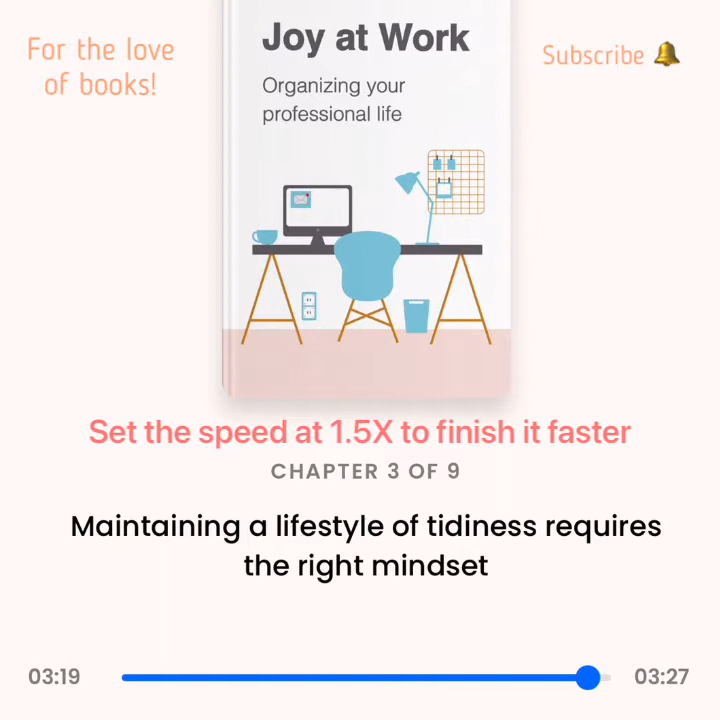 For the love
of books!
Joy at Work
Subscribe 🔔
Organizing your
professional life
Set the speed at 1.5X to finish it faster
CHAPTER 3 OF 9
Maintaining a lifestyle of tidiness requires
the right mindset
03:19
03:27